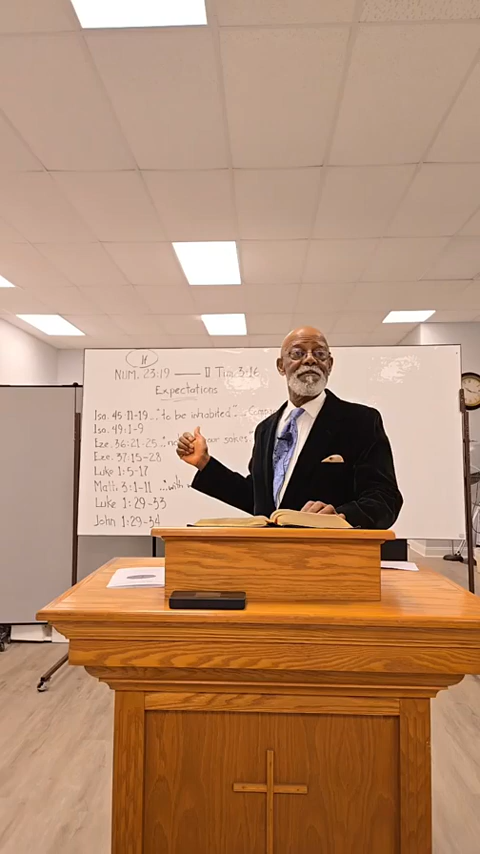 H
NUM. 23:19 —— II Tim. 3:16
Expectations
Isa. 45:11-19... "to be inhabited"...
Isa. 49:1-9
Eze. 36:21-25... sakes
Eze. 37:15-28
Luke 1:5-17
Matt. 3:1-11 ..."with
Luke 1:29-33
John 1:29-34